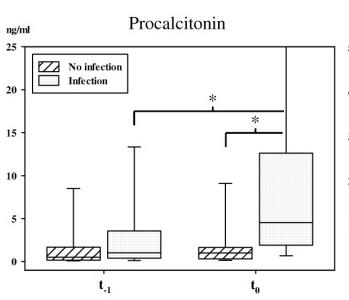 Procalcitonin
ng/ml
25
No infection
Infection
20
*
*
15
10
5
0
t-1
t0